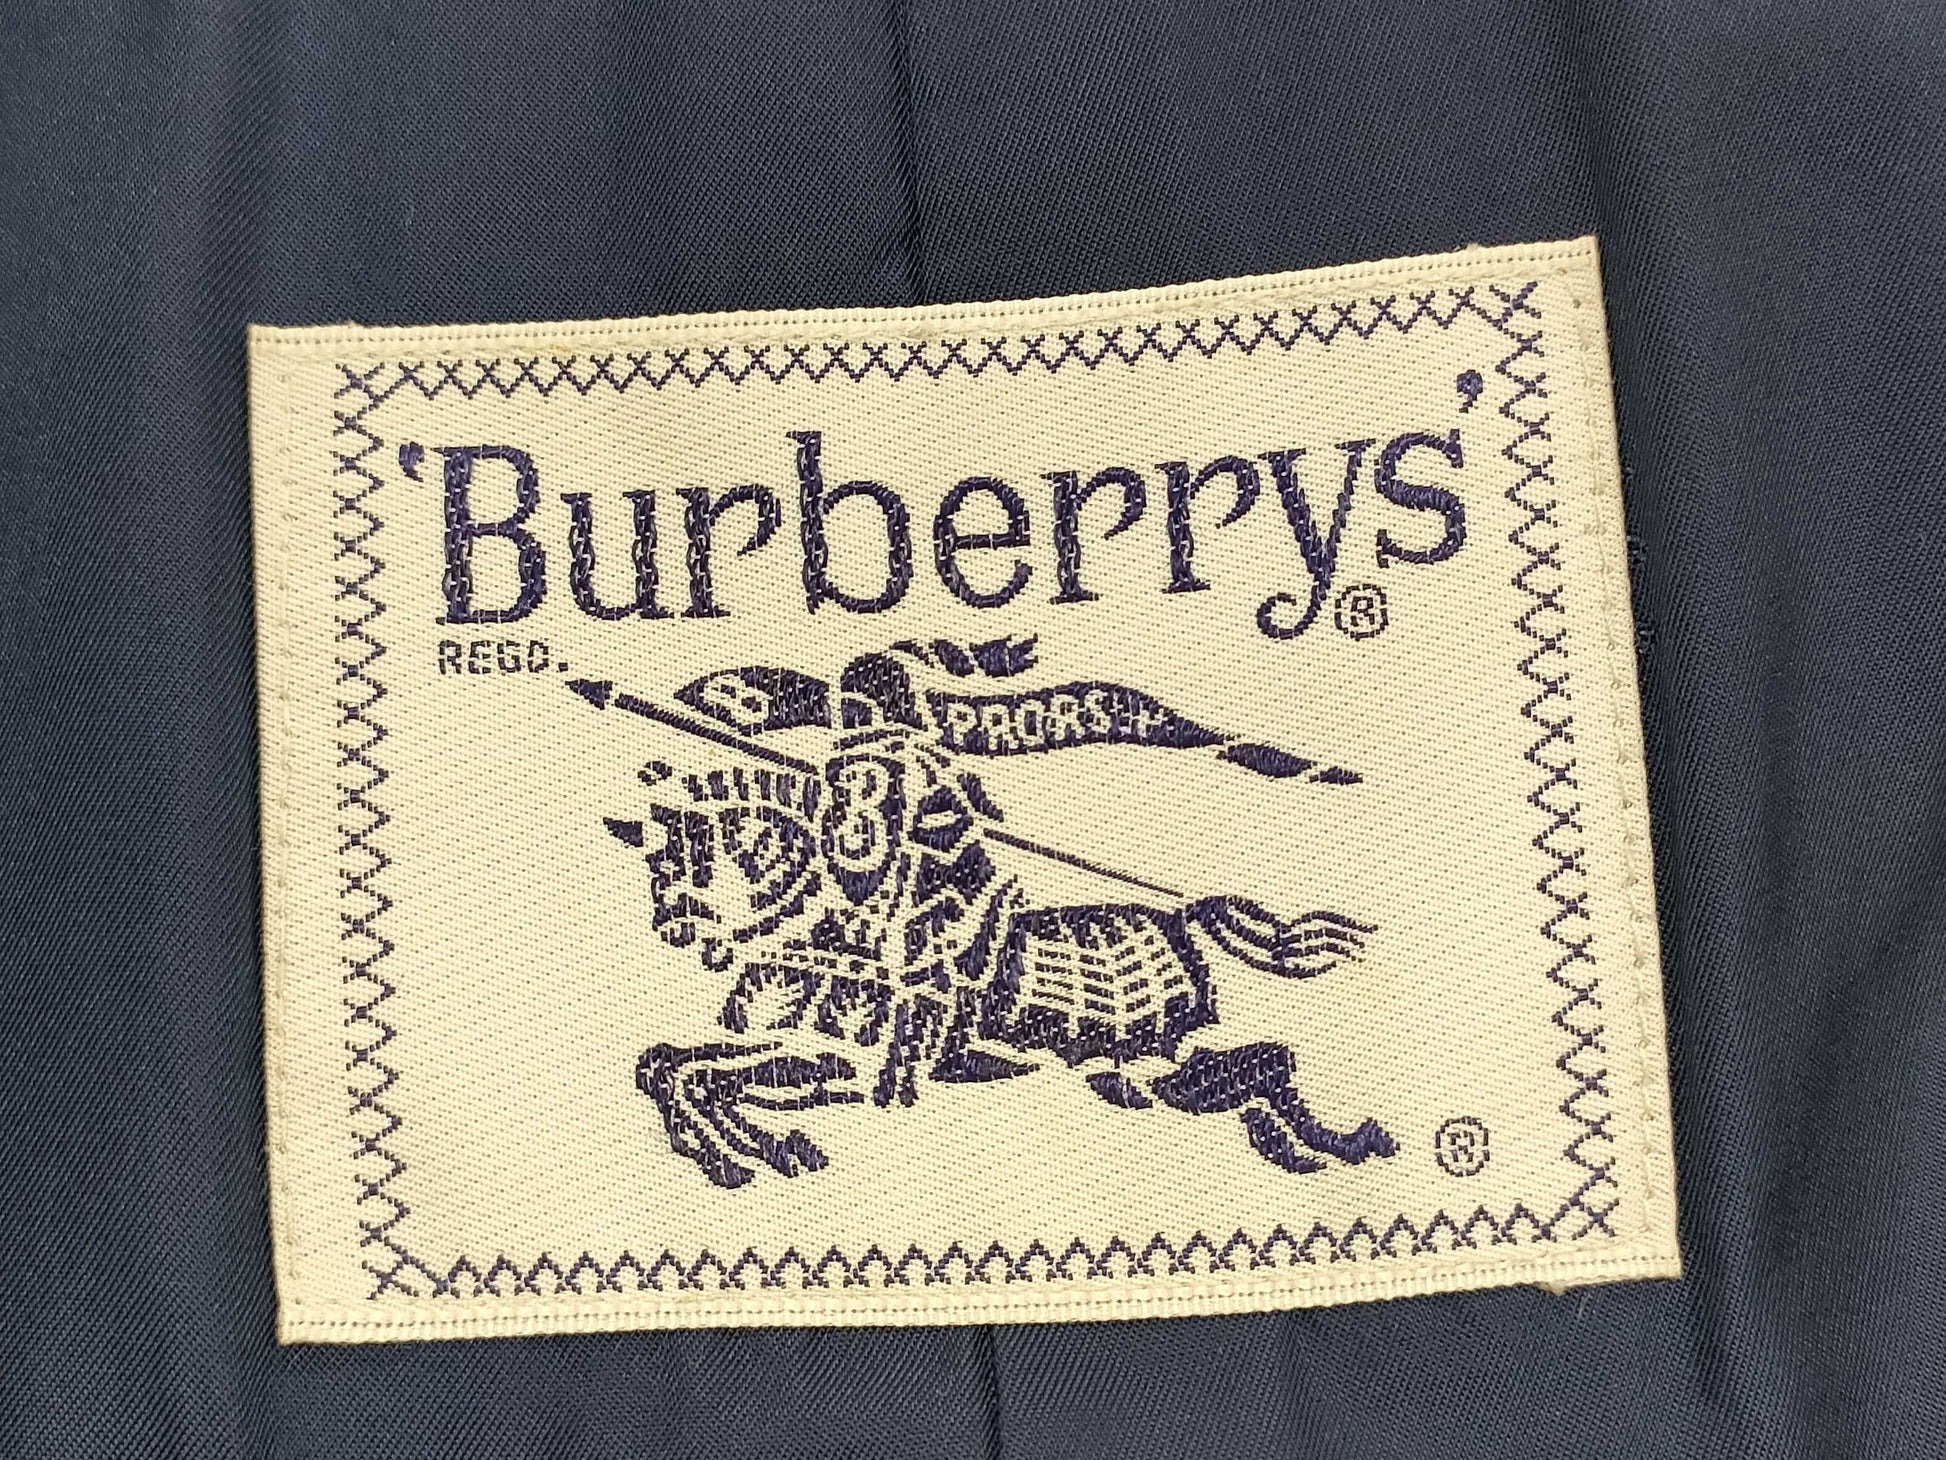 'Burberrys'
®
REGD.
B
PRORSUM
®